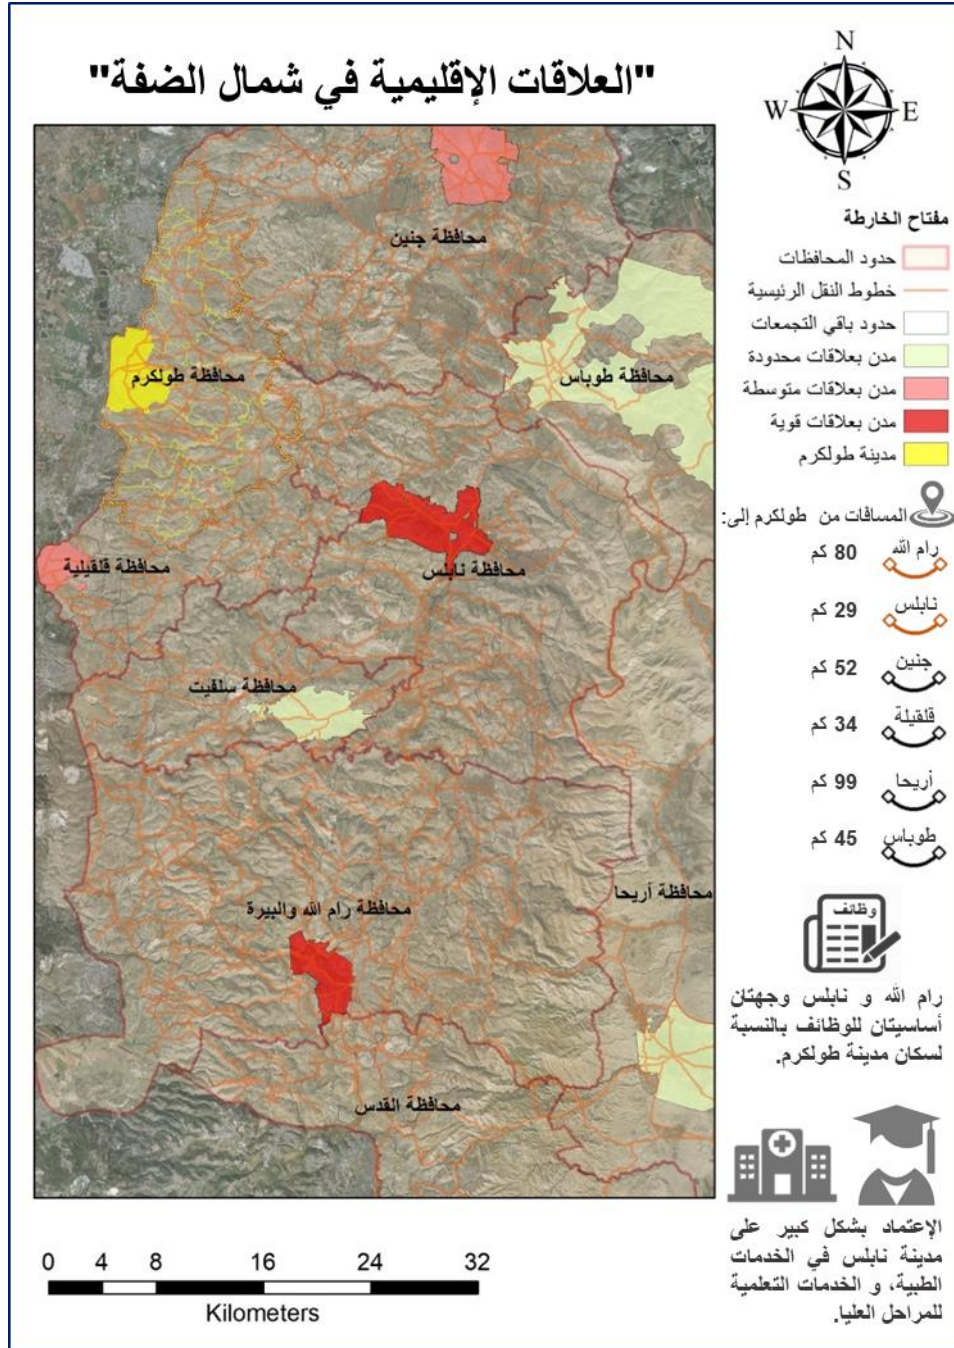 "العلاقات الإقليمية في شمال الضفة"
N
W
E
S
محافظة جنين
محافظة طولكرم
محافظة طوباس
محافظة قلقيلية
محافظة نابلس
محافظة سلفيت
محافظة أريحا
محافظة رام الله والبيرة
محافظة القدس
مفتاح الخارطة
حدود المحافظات
خطوط النقل الرئيسية
حدود باقي التجمعات
مدن بعلاقات محدودة
مدن بعلاقات متوسطة
مدن بعلاقات قوية
مدينة طولكرم
المسافات من طولكرم إلى:
رام الله 80 كم
نابلس 29 كم
جنين 52 كم
قلقيلة 34 كم
أريحا 99 كم
طوباس 45 كم
وظائف
رام الله و نابلس وجهتان
أساسيتان للوظائف بالنسبة
لسكان مدينة طولكرم.
الإعتماد بشكل كبير على
مدينة نابلس في الخدمات
الطبية، و الخدمات التعلمية
للمراحل العليا.
0 4 8 16 24 32
Kilometers